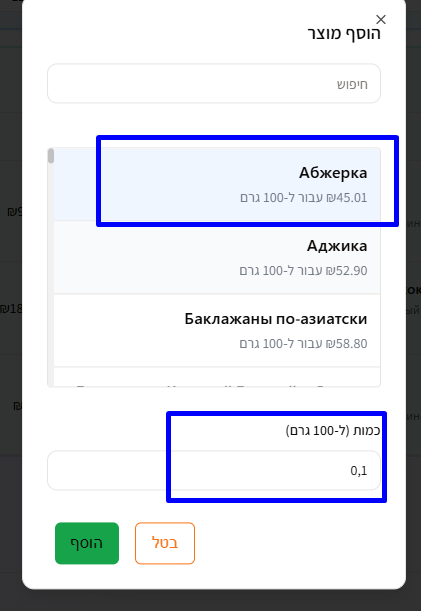 הוסף מוצר
חיפוש
Абжерка
₪45.01 עבור ל-100 גרם
Аджика
₪52.90 עבור ל-100 גרם
Баклажаны по-азиатски
₪58.80 עבור ל-100 גרם
כמות (ל-100 גרם)
0,1
בטל
הוסף